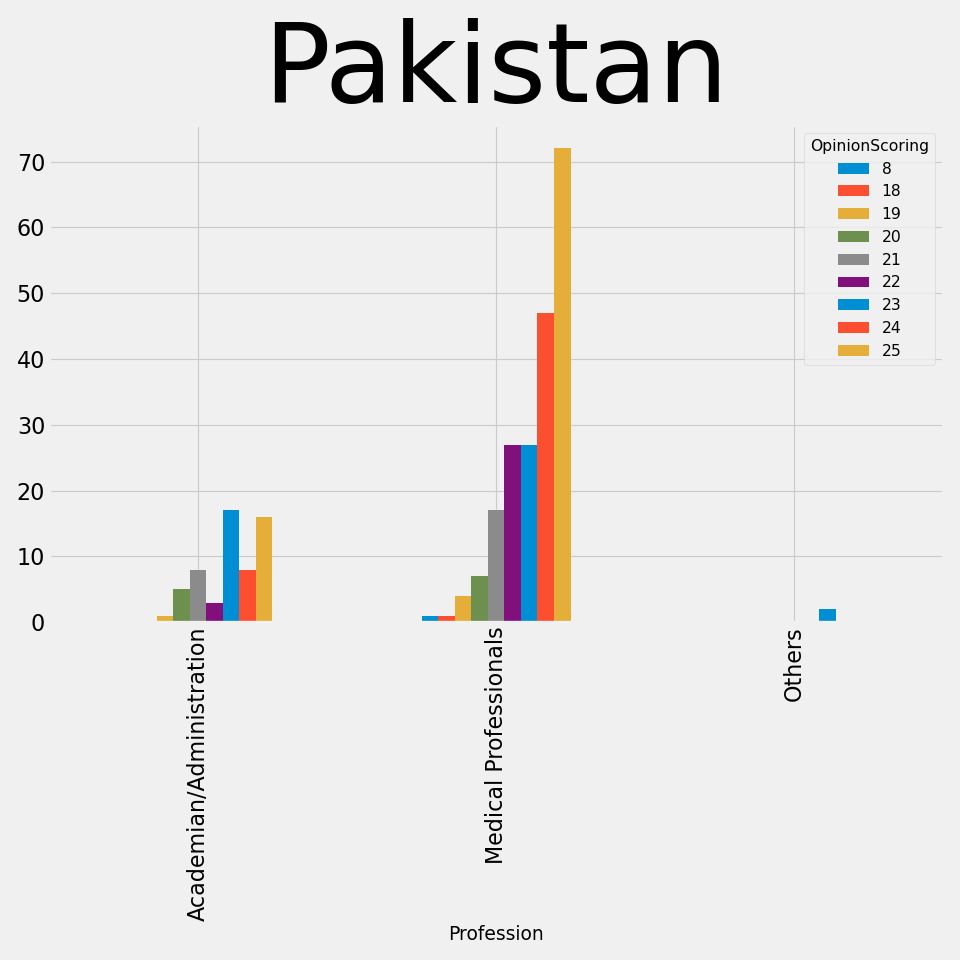 Pakistan
OpinionScoring
8
18
19
20
21
22
23
24
25
70
60
50
40
30
20
10
0
Academian/Administration
Medical Professionals
Others
Profession